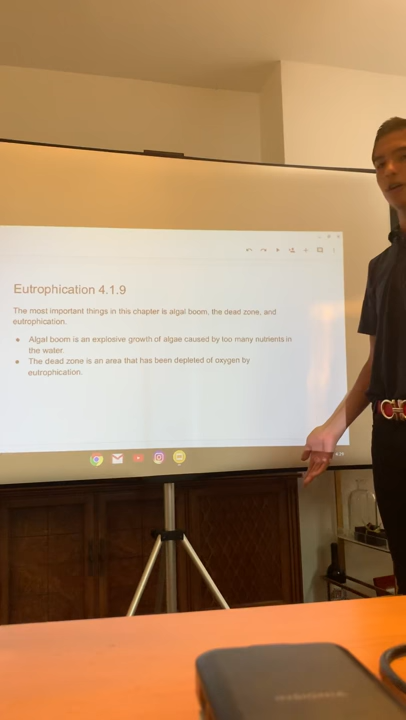 Eutrophication 4.1.9
The most important things in this chapter is algal boom, the dead zone, and
eutrophication.
● Algal boom is an explosive growth of algae caused by too many nutrients in
the water.
● The dead zone is an area that has been depleted of oxygen by
eutrophication.